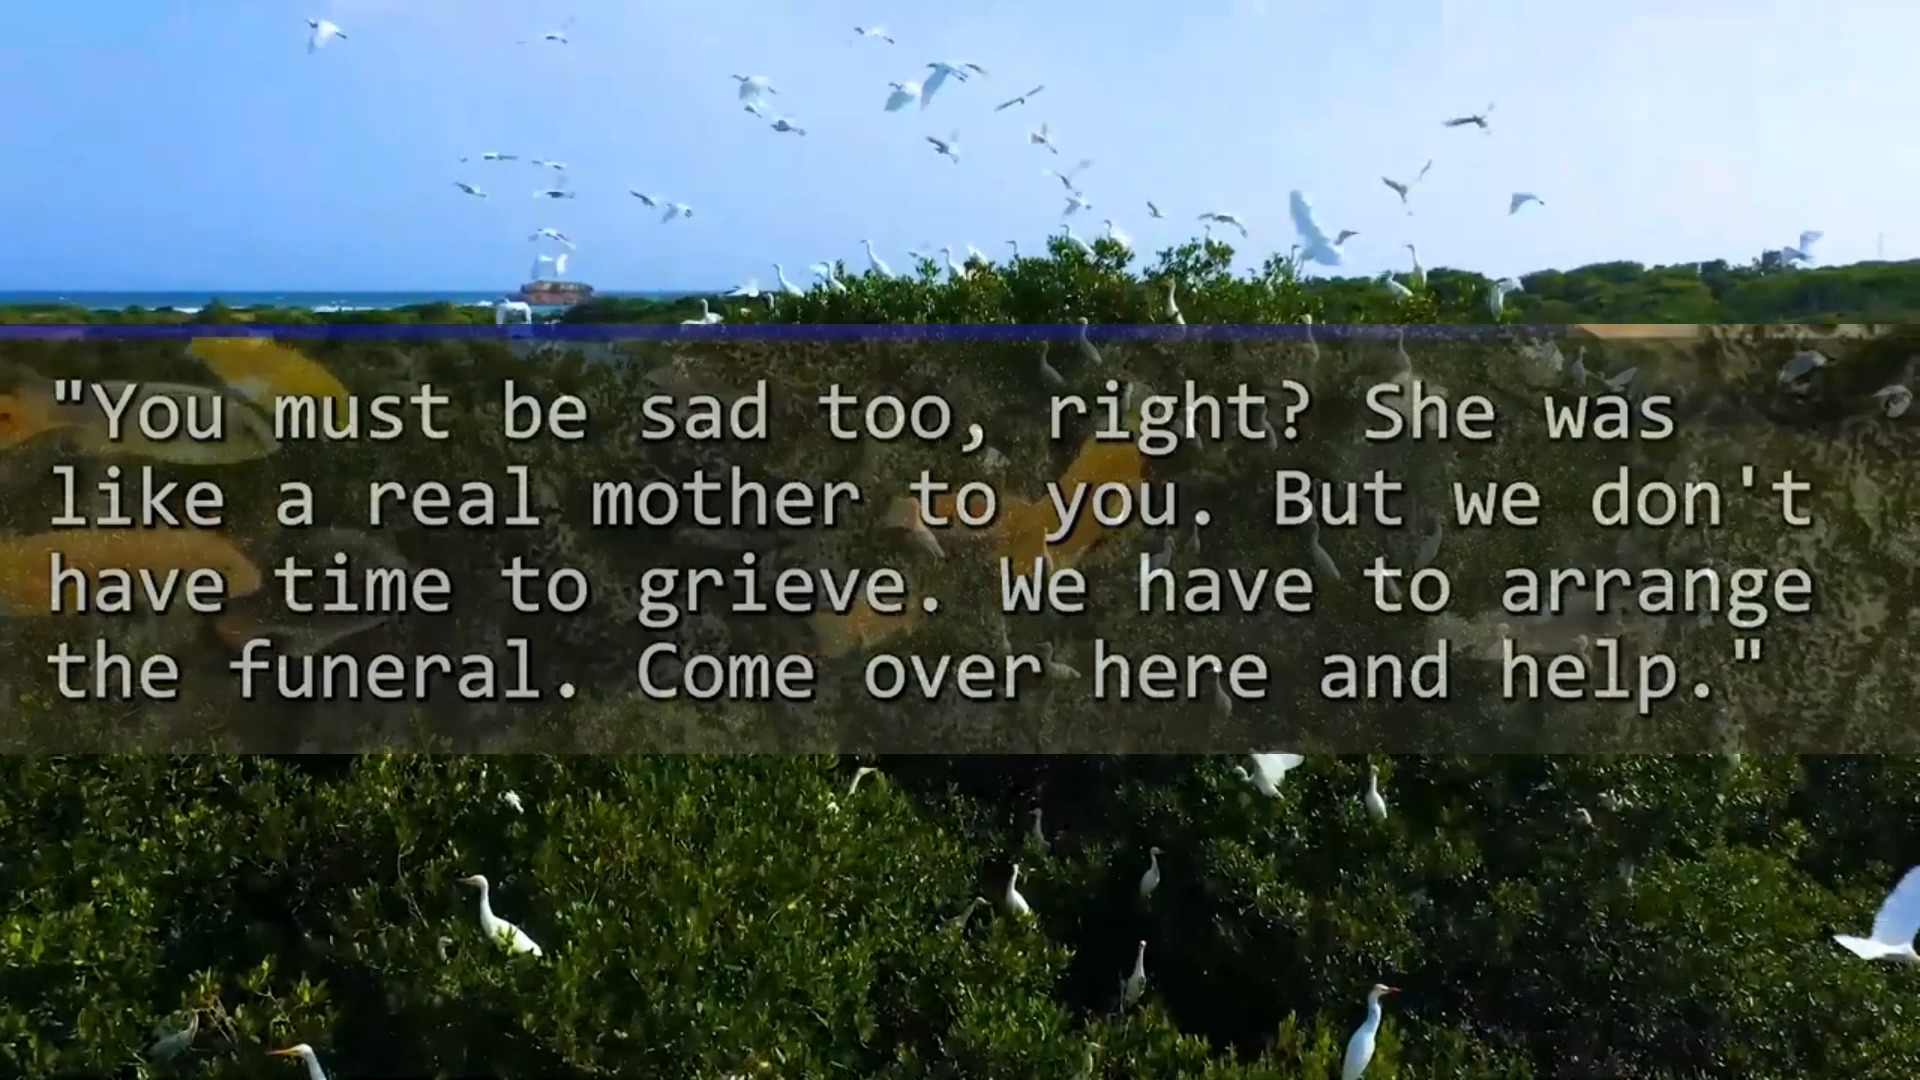 "You must be sad too, right? She was
like a real mother to you. But we don't
have time to grieve. We have to arrange
the funeral. Come over here and help."